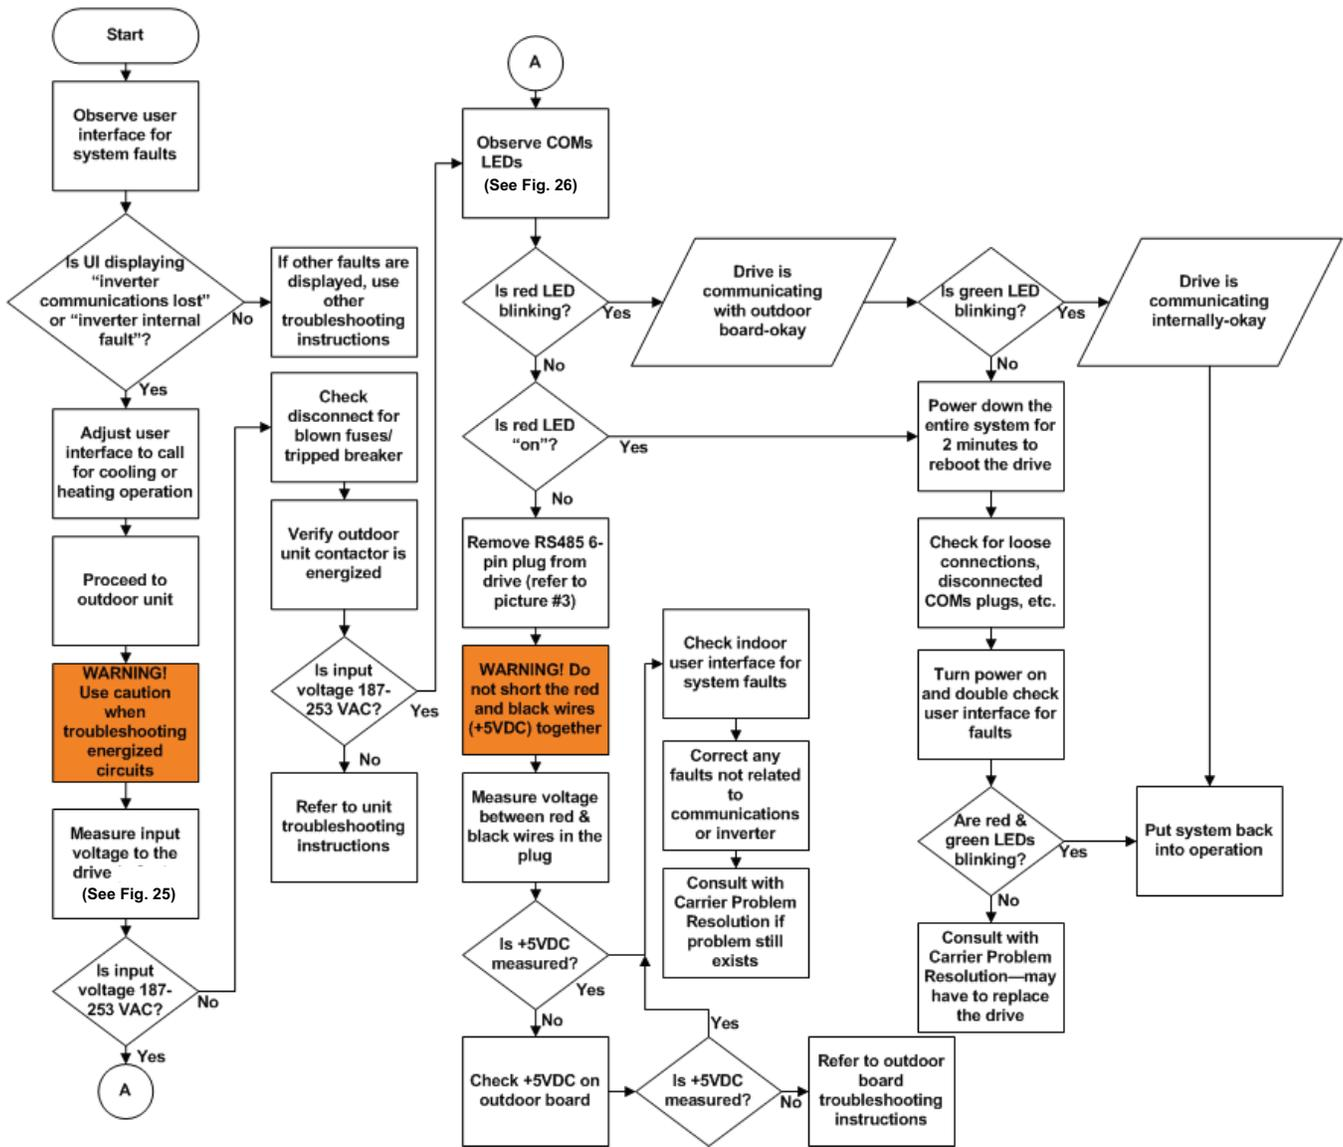 Start
Observe user
interface for
system faults
Is UI displaying
“inverter
communications lost”
or “inverter internal
fault”?
No
Yes
If other faults are
displayed, use
other
troubleshooting
instructions
Adjust user
interface to call
for cooling or
heating operation
Proceed to
outdoor unit
WARNING!
Use caution
when
troubleshooting
energized
circuits
Measure input
voltage to the
drive
(See Fig. 25)
Is input
voltage 187-
253 VAC?
No
Yes
A
Check
disconnect for
blown fuses/
tripped breaker
Verify outdoor
unit contactor is
energized
Is input
voltage 187-
253 VAC?
Yes
No
Refer to unit
troubleshooting
instructions
A
Observe COMs
LEDs
(See Fig. 26)
Is red LED
blinking?
Yes
No
Is red LED
“on”?
Yes
No
Remove RS485 6-
pin plug from
drive (refer to
picture #3)
WARNING! Do
not short the red
and black wires
(+5VDC) together
Measure voltage
between red &
black wires in the
plug
Is +5VDC
measured?
Yes
No
Check +5VDC on
outdoor board
Is +5VDC
measured?
Yes
No
Refer to outdoor
board
troubleshooting
instructions
Check indoor
user interface for
system faults
Correct any
faults not related
to
communications
or inverter
Consult with
Carrier Problem
Resolution if
problem still
exists
Drive is
communicating
with outdoor
board-okay
Is green LED
blinking?
Yes
No
Drive is
communicating
internally-okay
Power down the
entire system for
2 minutes to
reboot the drive
Check for loose
connections,
disconnected
COMs plugs, etc.
Turn power on
and double check
user interface for
faults
Are red &
green LEDs
blinking?
Yes
No
Put system back
into operation
Consult with
Carrier Problem
Resolution—may
have to replace
the drive